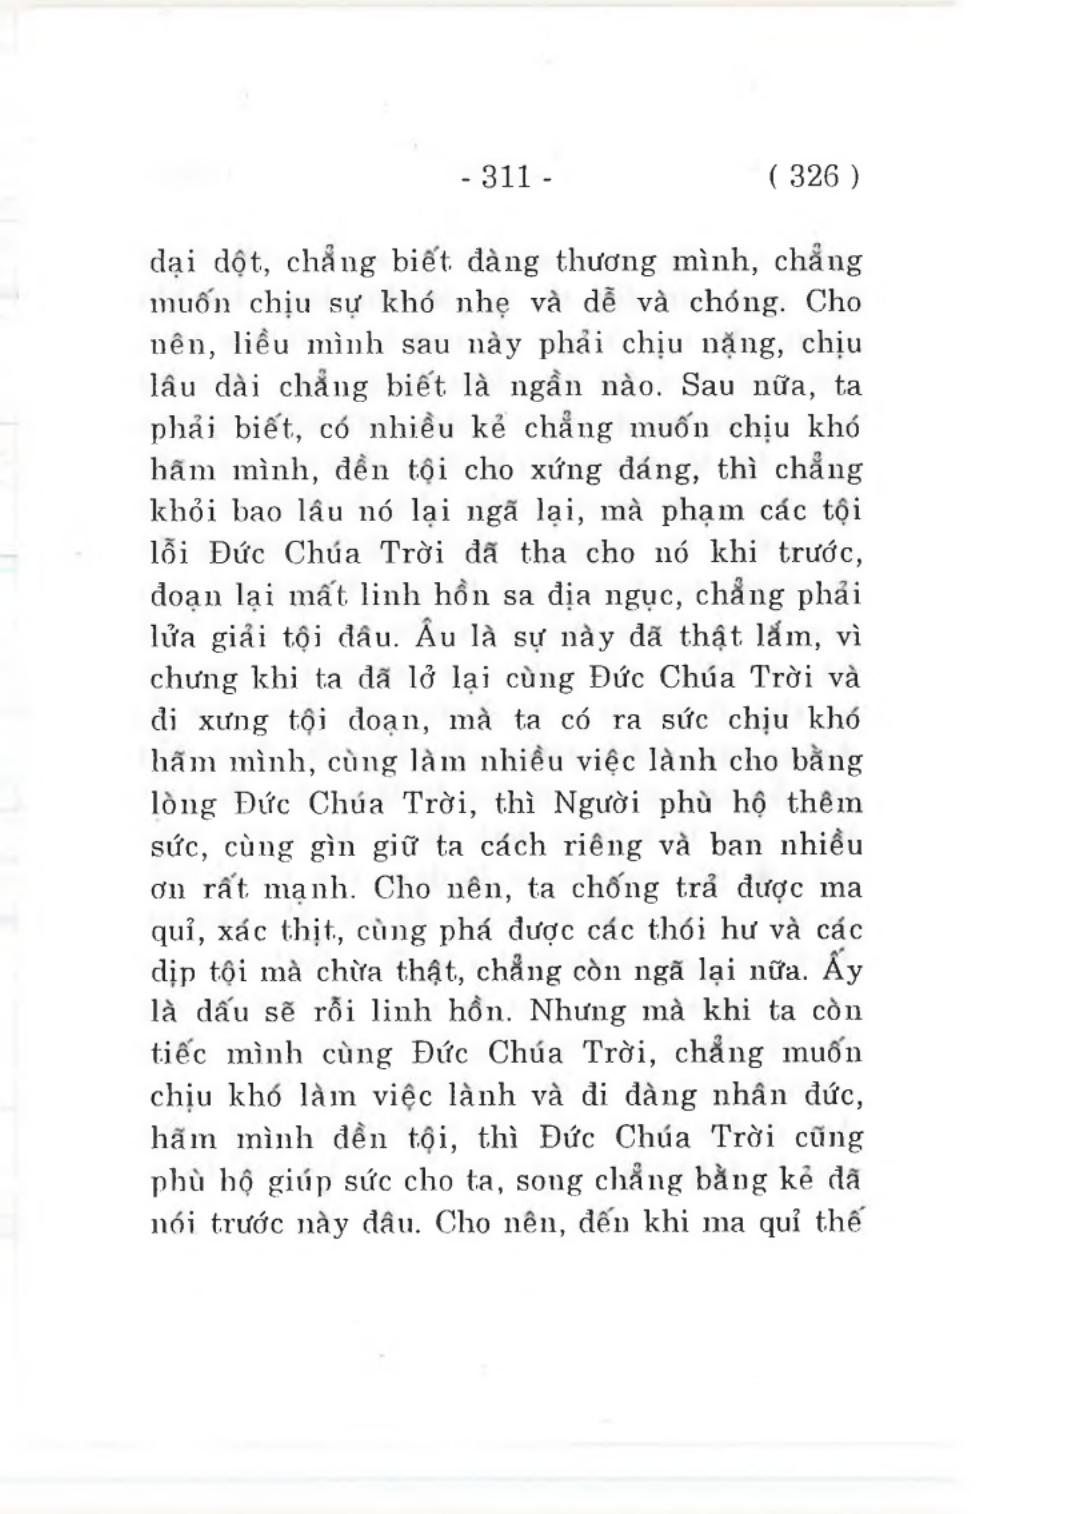 - 311 - ( 326 )
dại dột, chẳng biết đàng thương mình, chẳng
muốn chịu sự khó nhẹ và dễ và chóng. Cho
nên, liều mình sau này phải chịu nặng, chịu
lâu dài chẳng biết là ngần nào. Sau nữa, ta
phải biết, có nhiều kẻ chẳng muốn chịu khó
hãm mình, đền tội cho xứng đáng, thì chẳng
khỏi bao lâu nó lại ngã lại, mà phạm các tội
lỗi Đức Chúa Trời đã tha cho nó khi trước,
đoạn lại mất linh hồn sa địa ngục, chẳng phải
lửa giải tội đâu. Âu là sự này đã thật lắm, vì
chưng khi ta đã lở lại cùng Đức Chúa Trời và
đi xưng tội đoạn, mà ta có ra sức chịu khó
hãm mình, cùng làm nhiều việc lành cho bằng
lòng Đức Chúa Trời, thì Người phù hộ thêm
sức, cùng gìn giữ ta cách riêng và ban nhiều
ơn rất mạnh. Cho nên, ta chống trả được ma
quỉ, xác thịt, cùng phá được các thói hư và các
dịp tội mà chừa thật, chẳng còn ngã lại nữa. Ấy
là dấu sẽ rỗi linh hồn. Nhưng mà khi ta còn
tiếc mình cùng Đức Chúa Trời, chẳng muốn
chịu khó làm việc lành và đi đàng nhân đức,
hãm mình đền tội, thì Đức Chúa Trời cũng
phù hộ giúp sức cho ta, song chẳng bằng kẻ đã
nói trước này đâu. Cho nên, đến khi ma quỉ thế